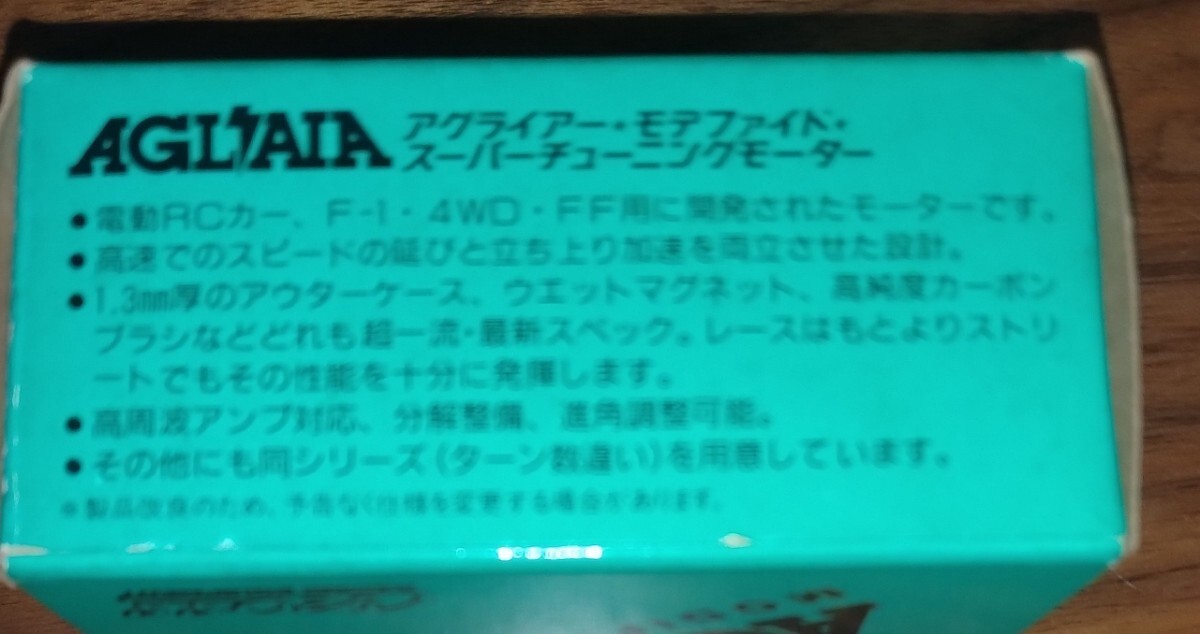 AGLAIA アグライアー・モデファイド・
スーパーチューニングモーター
● 電動RCカー、F-1・4WD・FF用に開発されたモーターです。
● 高速でのスピードの延びと立ち上り加速を両立させた設計。
● 1.3mm厚のアウターケース、ウエットマグネット、高純度カーボン
ブラシなどどれも超一流・最新スペック。レースはもとよりストリ
ートでもその性能を十分に発揮します。
● 高周波アンプ対応、分解整備、進角調整可能。
● その他にも同シリーズ(ターン数違い)を用意しています。
※製品改良のため、予告なく仕様を変更する場合があります。